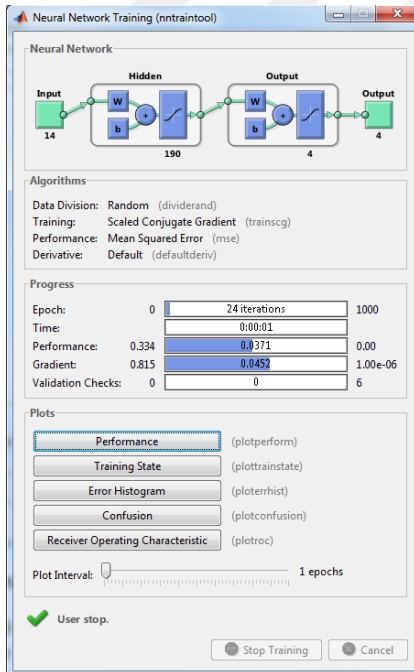 Neural Network Training (nntraintool)
Neural Network
Hidden Output
Input Output
W W
b + b +
14 190 4 4
Algorithms
Data Division: Random (dividerand)
Training: Scaled Conjugate Gradient (trainscg)
Performance: Mean Squared Error (mse)
Derivative: Default (defaultderiv)
Progress
Epoch: 0 24 iterations 1000
Time: 0:00:01
Performance: 0.334 0.0371 0.00
Gradient: 0.815 0.0452 1.00e-06
Validation Checks: 0 0 6
Plots
Performance (plotperform)
Training State (plottrainstate)
Error Histogram (ploterrhist)
Confusion (plotconfusion)
Receiver Operating Characteristic (plotroc)
Plot Interval: 1 epochs
User stop.
Stop Training Cancel